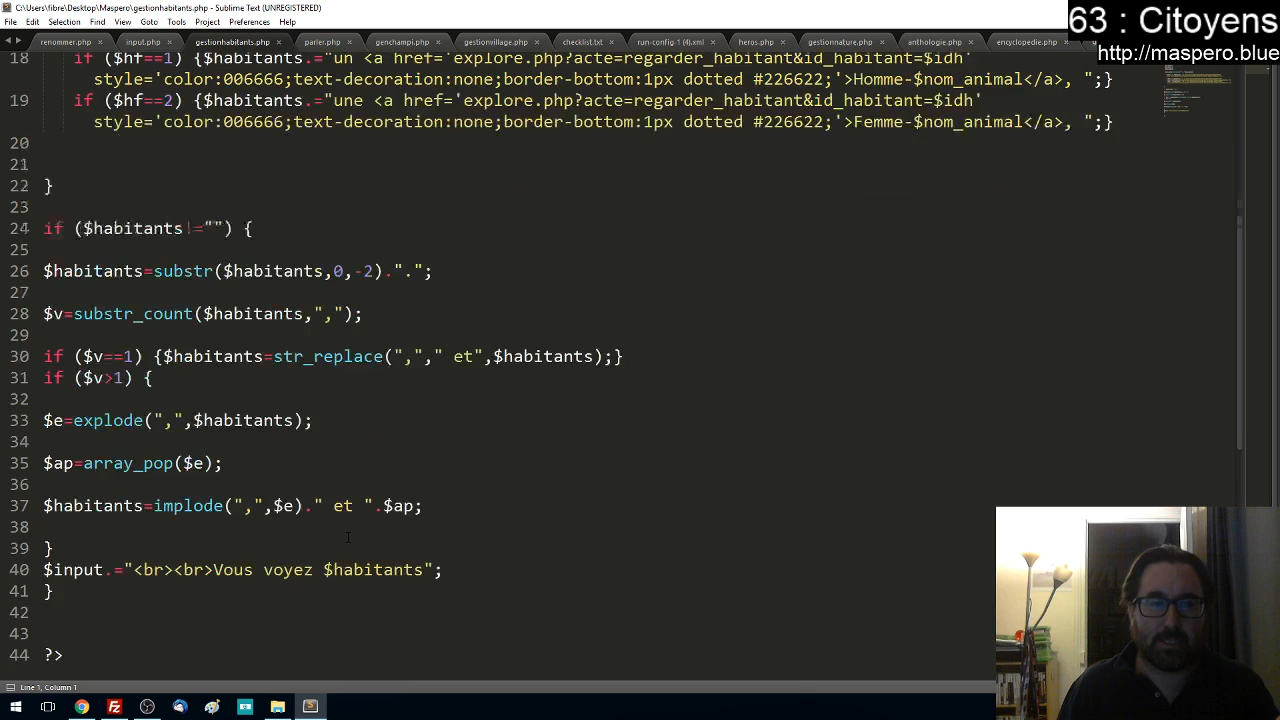 C:\Users\fibre\Desktop\Maspero\gestionhabitants.php - Sublime Text (UNREGISTERED)
File Edit Selection Find View Goto Tools Project Preferences Help
63 : Citoyens
http://maspero.blue
renommer.php × input.php × gestionhabitants.php × parler.php × genchampi.php × gestionvillage.php × checklist.txt × run-config-1 (4).xml × heros.php × gestionnature.php × anthologie.php × encyclopedie.php ×
18 if ($hf==1) {$habitants.="un <a href='explore.php?acte=regarder_habitant&id_habitant=$idh'
style='color:006666;text-decoration:none;border-bottom:1px dotted #226622;'>Homme-$nom_animal</a>, ";}
19 if ($hf==2) {$habitants.="une <a href='explore.php?acte=regarder_habitant&id_habitant=$idh'
style='color:006666;text-decoration:none;border-bottom:1px dotted #226622;'>Femme-$nom_animal</a>, ";}
20
21
22 }
23
24 if ($habitants!="") {
25
26 $habitants=substr($habitants,0,-2).".";
27
28 $v=substr_count($habitants,",");
29
30 if ($v==1) {$habitants=str_replace(","," et",$habitants);}
31 if ($v>1) {
32
33 $e=explode(",",$habitants);
34
35 $ap=array_pop($e);
36
37 $habitants=implode(",",$e)." et ".$ap;
38
39 }
40 $input.="<br><br>Vous voyez $habitants";
41 }
42
43
44 ?>
Line 1, Column 1